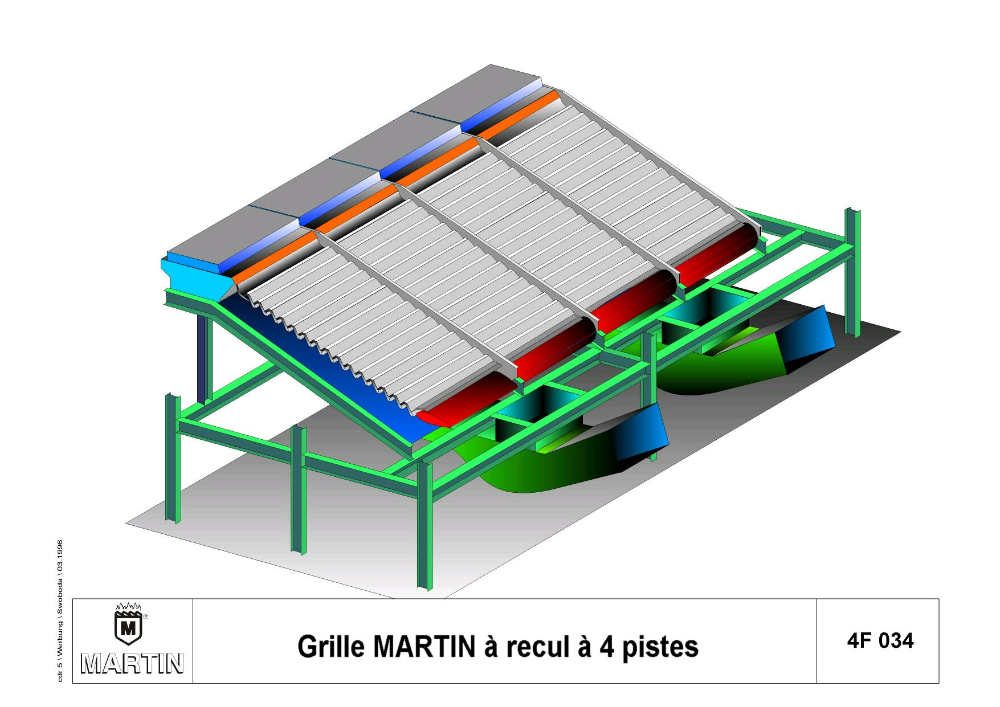 cdr 5 \ Werbung \ Swoboda \ 03.1996
M
®
MARTIN
Grille MARTIN à recul à 4 pistes
4F 034